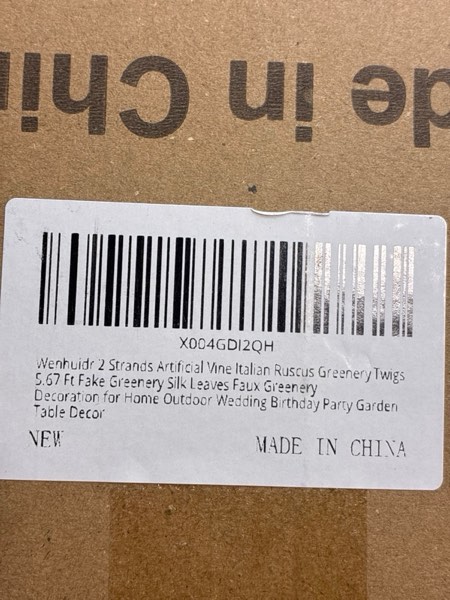 de in Chi
X004GDI2QH
Wenhuidr 2 Strands Artificial Vine Italian Ruscus Greenery Twigs
5.67 Ft Fake Greenery Silk Leaves Faux Greenery
Decoration for Home Outdoor Wedding Birthday Party Garden
Table Decor
NEW MADE IN CHINA